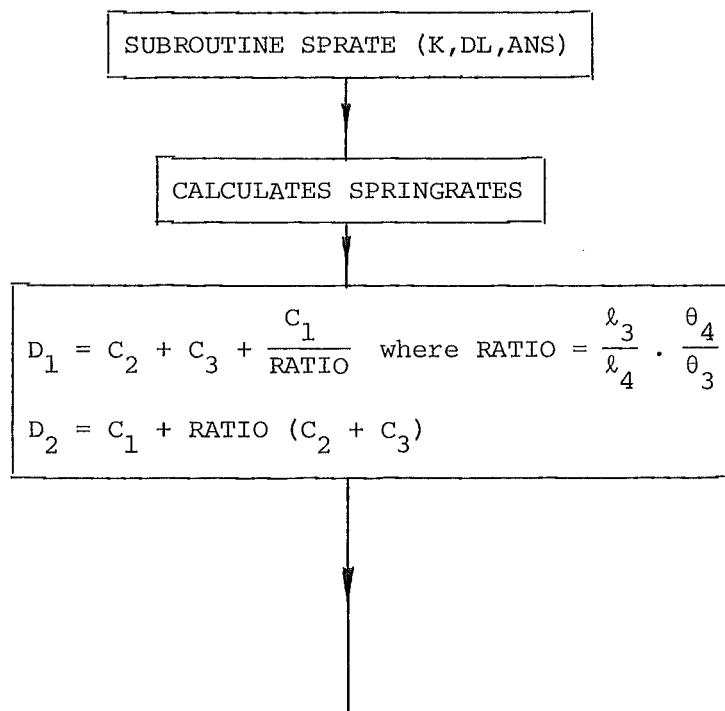 SUBROUTINE SPRATE (K,DL,ANS)
CALCULATES SPRINGRATES
D₁ = C₂ + C₃ + C₁/RATIO where RATIO = ℓ₃/ℓ₄ . θ₄/θ₃
D₂ = C₁ + RATIO (C₂ + C₃)